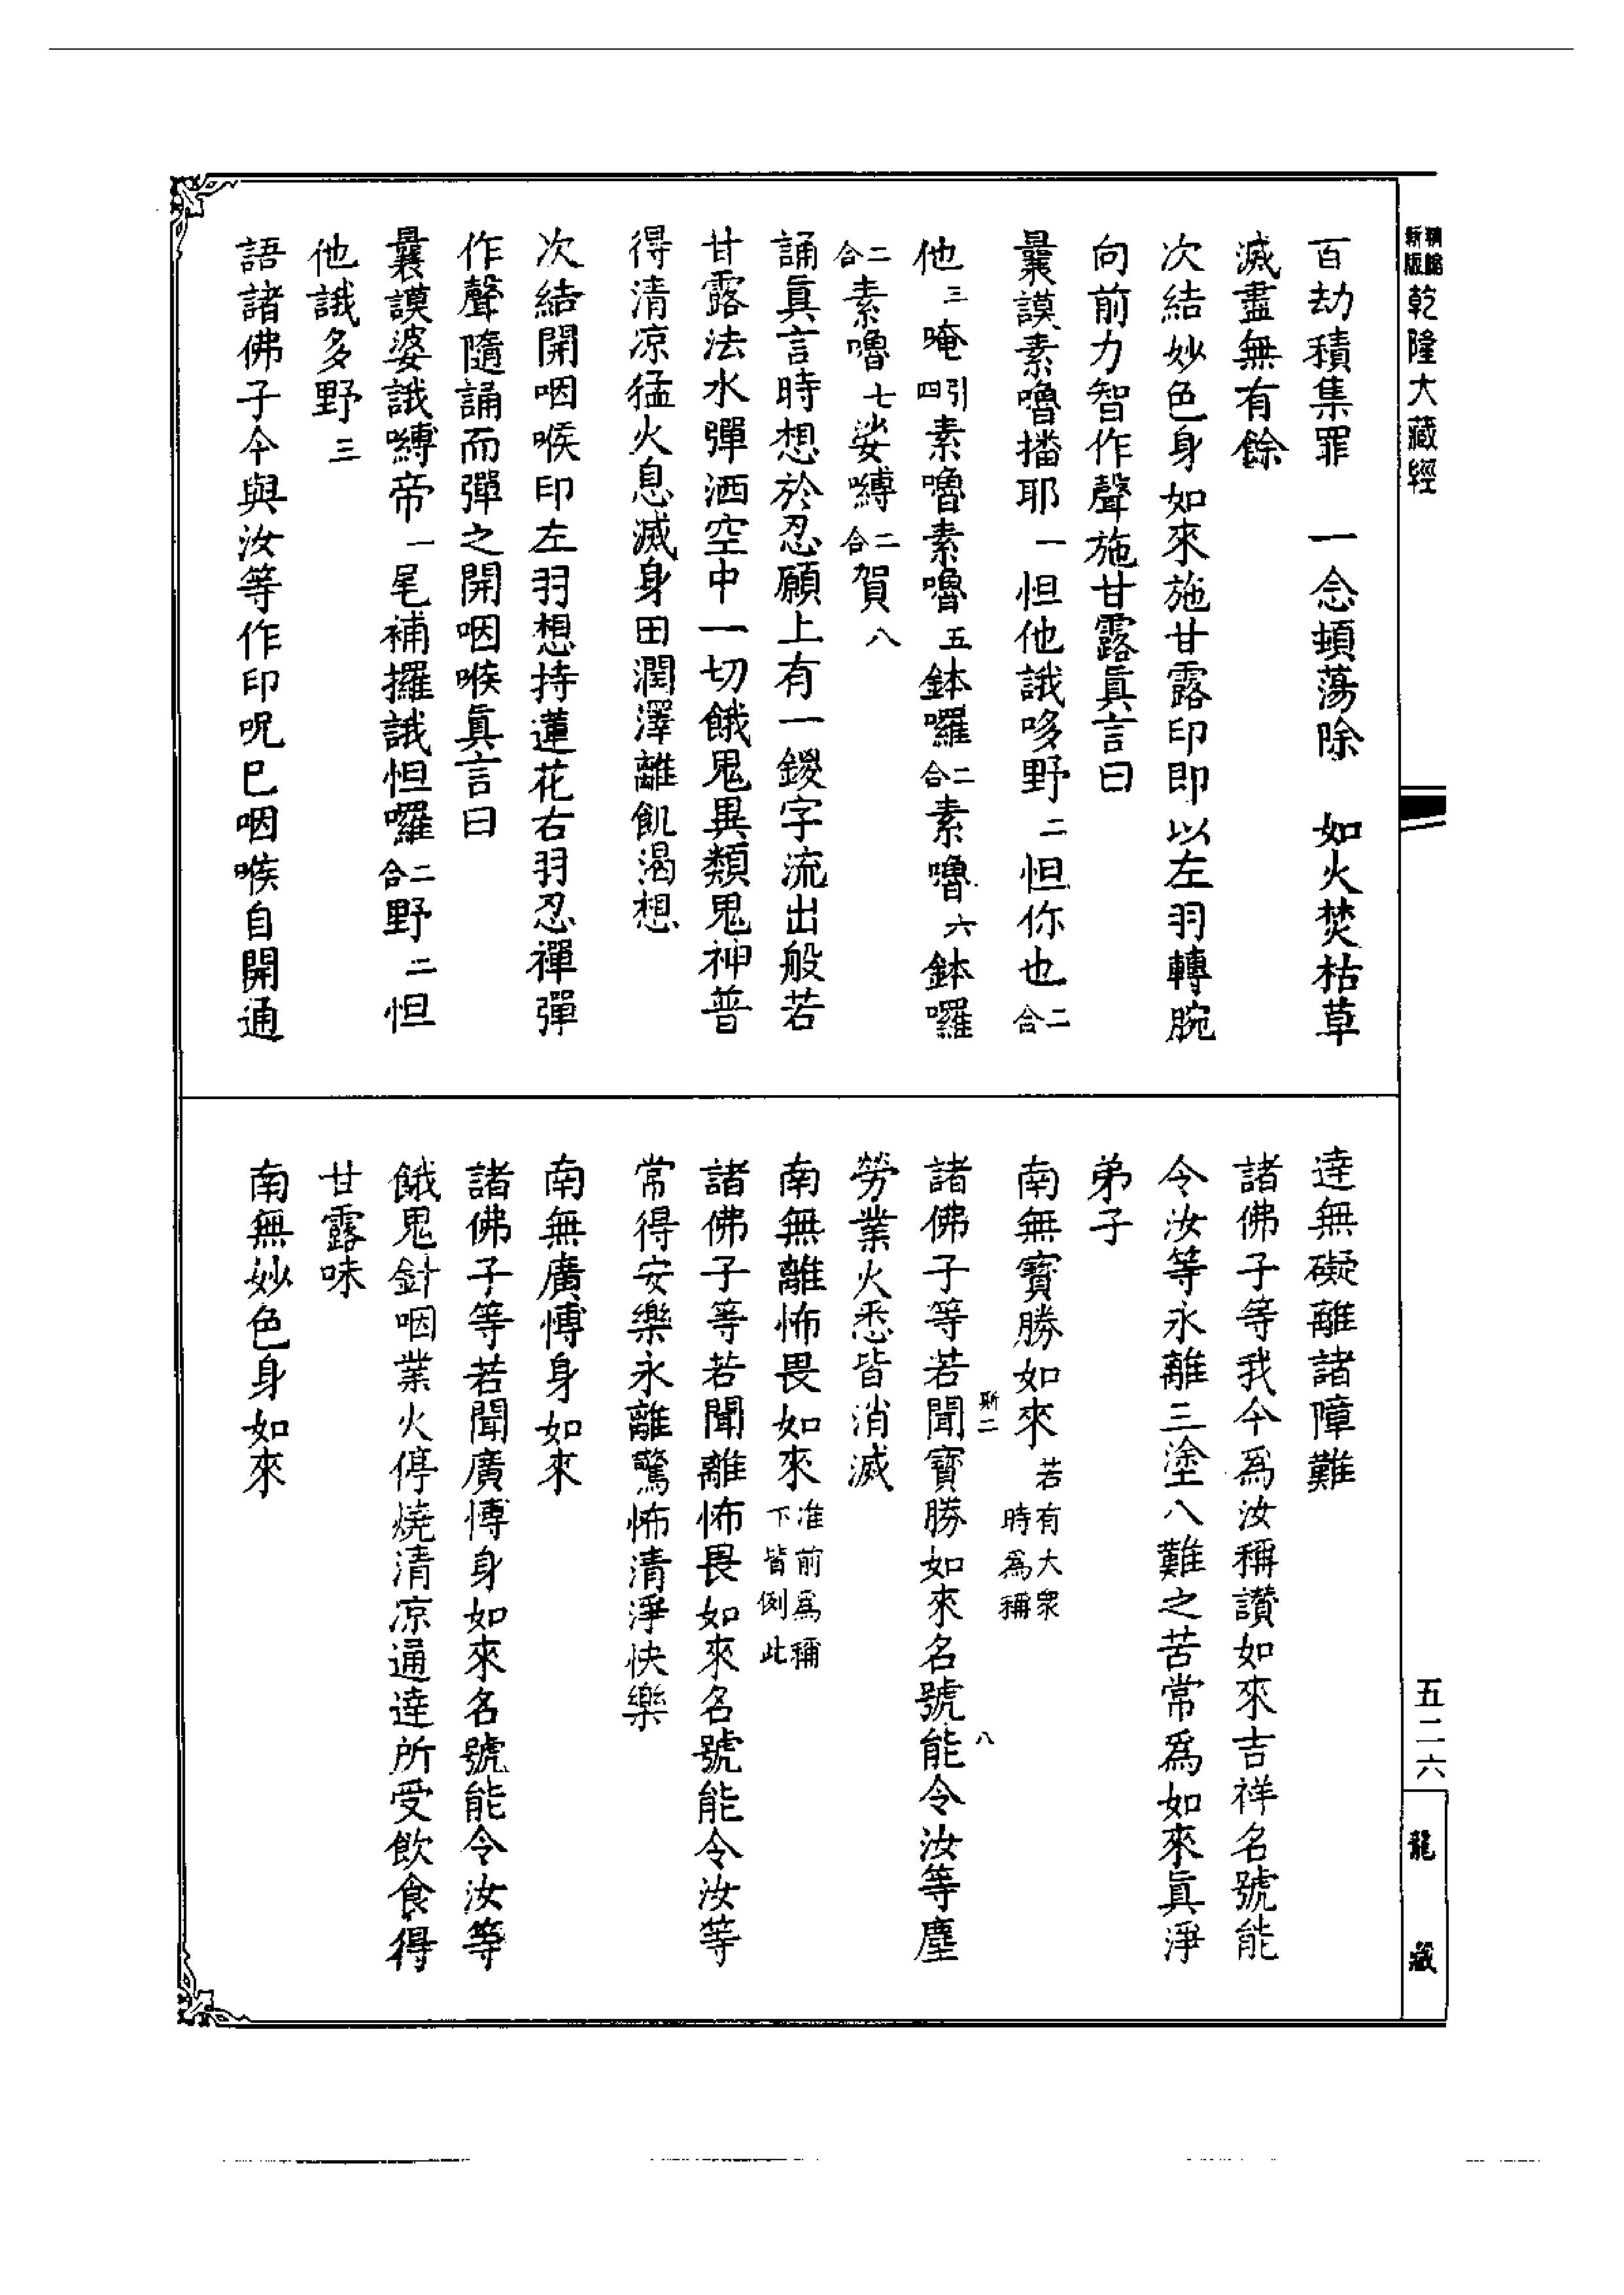 新版
精縮
乾隆大藏經
百劫積集罪　一念頓蕩除　如火焚枯草
滅盡無有餘
次結妙色身如來施甘露印即以左羽轉腕
向前力智作聲施甘露眞言曰
曩謨素嚕播耶一怛他誐哆野二怛你也二合
他三唵引四素嚕素嚕五鉢囉二合素嚕六鉢囉
二合素嚕七娑嚩二合賀八
誦眞言時想於忍願上有一鑁字流出般若
甘露法水彈洒空中一切餓鬼異類鬼神普
得清凉猛火息滅身田潤澤離飢渴想
次結開咽喉印左羽想持蓮花右羽忍禪彈
作聲隨誦而彈之開咽喉眞言曰
曩謨婆誐嚩帝一尾補攞誐怛囉二合野二怛
他誐多野三
語諸佛子今與汝等作印呪巳咽喉自開通
達無礙離諸障難
諸佛子等我今爲汝稱讚如來吉祥名號能
令汝等永離三塗八難之苦常爲如來眞淨
弟子
南無寶勝如來若有大衆時爲稱
斯二　八
諸佛子等若聞寶勝如來名號能令汝等塵
勞業火悉皆消滅
南無離怖畏如來准前爲稱下皆例此
諸佛子等若聞離怖畏如來名號能令汝等
常得安樂永離驚怖清淨快樂
南無廣博身如來
諸佛子等若聞廣博身如來名號能令汝等
餓鬼針咽業火停燒清凉通達所受飲食得
甘露味
南無妙色身如來
五二六
龍藏